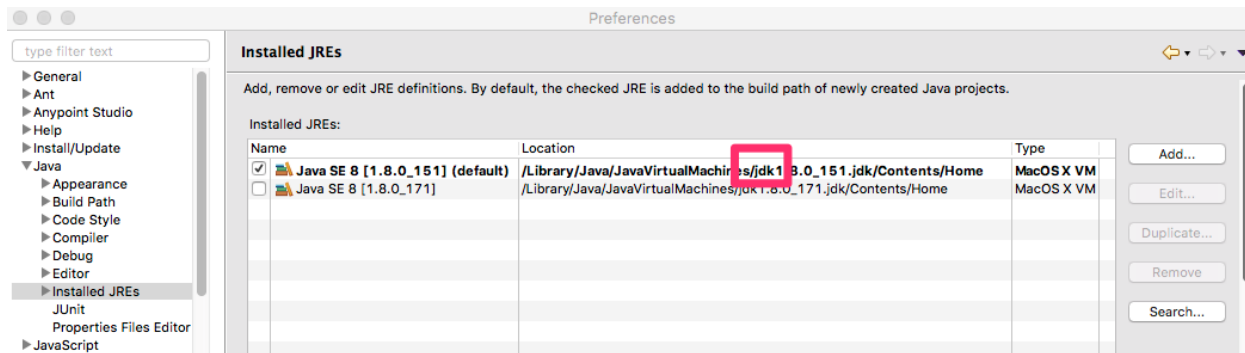 Preferences
type filter text
General
Ant
Anypoint Studio
Help
Install/Update
Java
Appearance
Build Path
Code Style
Compiler
Debug
Editor
Installed JREs
JUnit
Properties Files Editor
JavaScript
Installed JREs
Add, remove or edit JRE definitions. By default, the checked JRE is added to the build path of newly created Java projects.
Installed JREs:
Name Location Type
Java SE 8 [1.8.0_151] (default) /Library/Java/JavaVirtualMachines/jdk1.8.0_151.jdk/Contents/Home MacOS X VM
Java SE 8 [1.8.0_171] /Library/Java/JavaVirtualMachines/jdk1.8.0_171.jdk/Contents/Home MacOS X VM
Add...
Edit...
Duplicate...
Remove
Search...